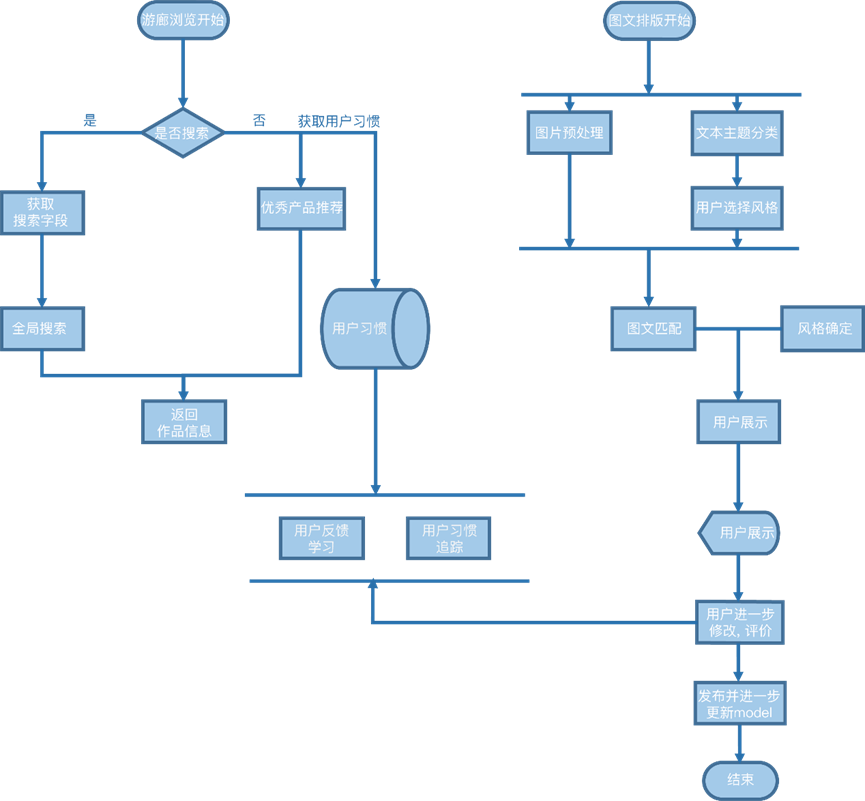 游廊浏览开始
图文排版开始
是
否
获取用户习惯
是否搜索
图片预处理
文本主题分类
获取
搜索字段
优秀产品推荐
用户选择风格
全局搜索
用户习惯
图文匹配
风格确定
返回
作品信息
用户展示
用户反馈
学习
用户习惯
追踪
用户展示
用户进一步
修改, 评价
发布并进一步
更新model
结束